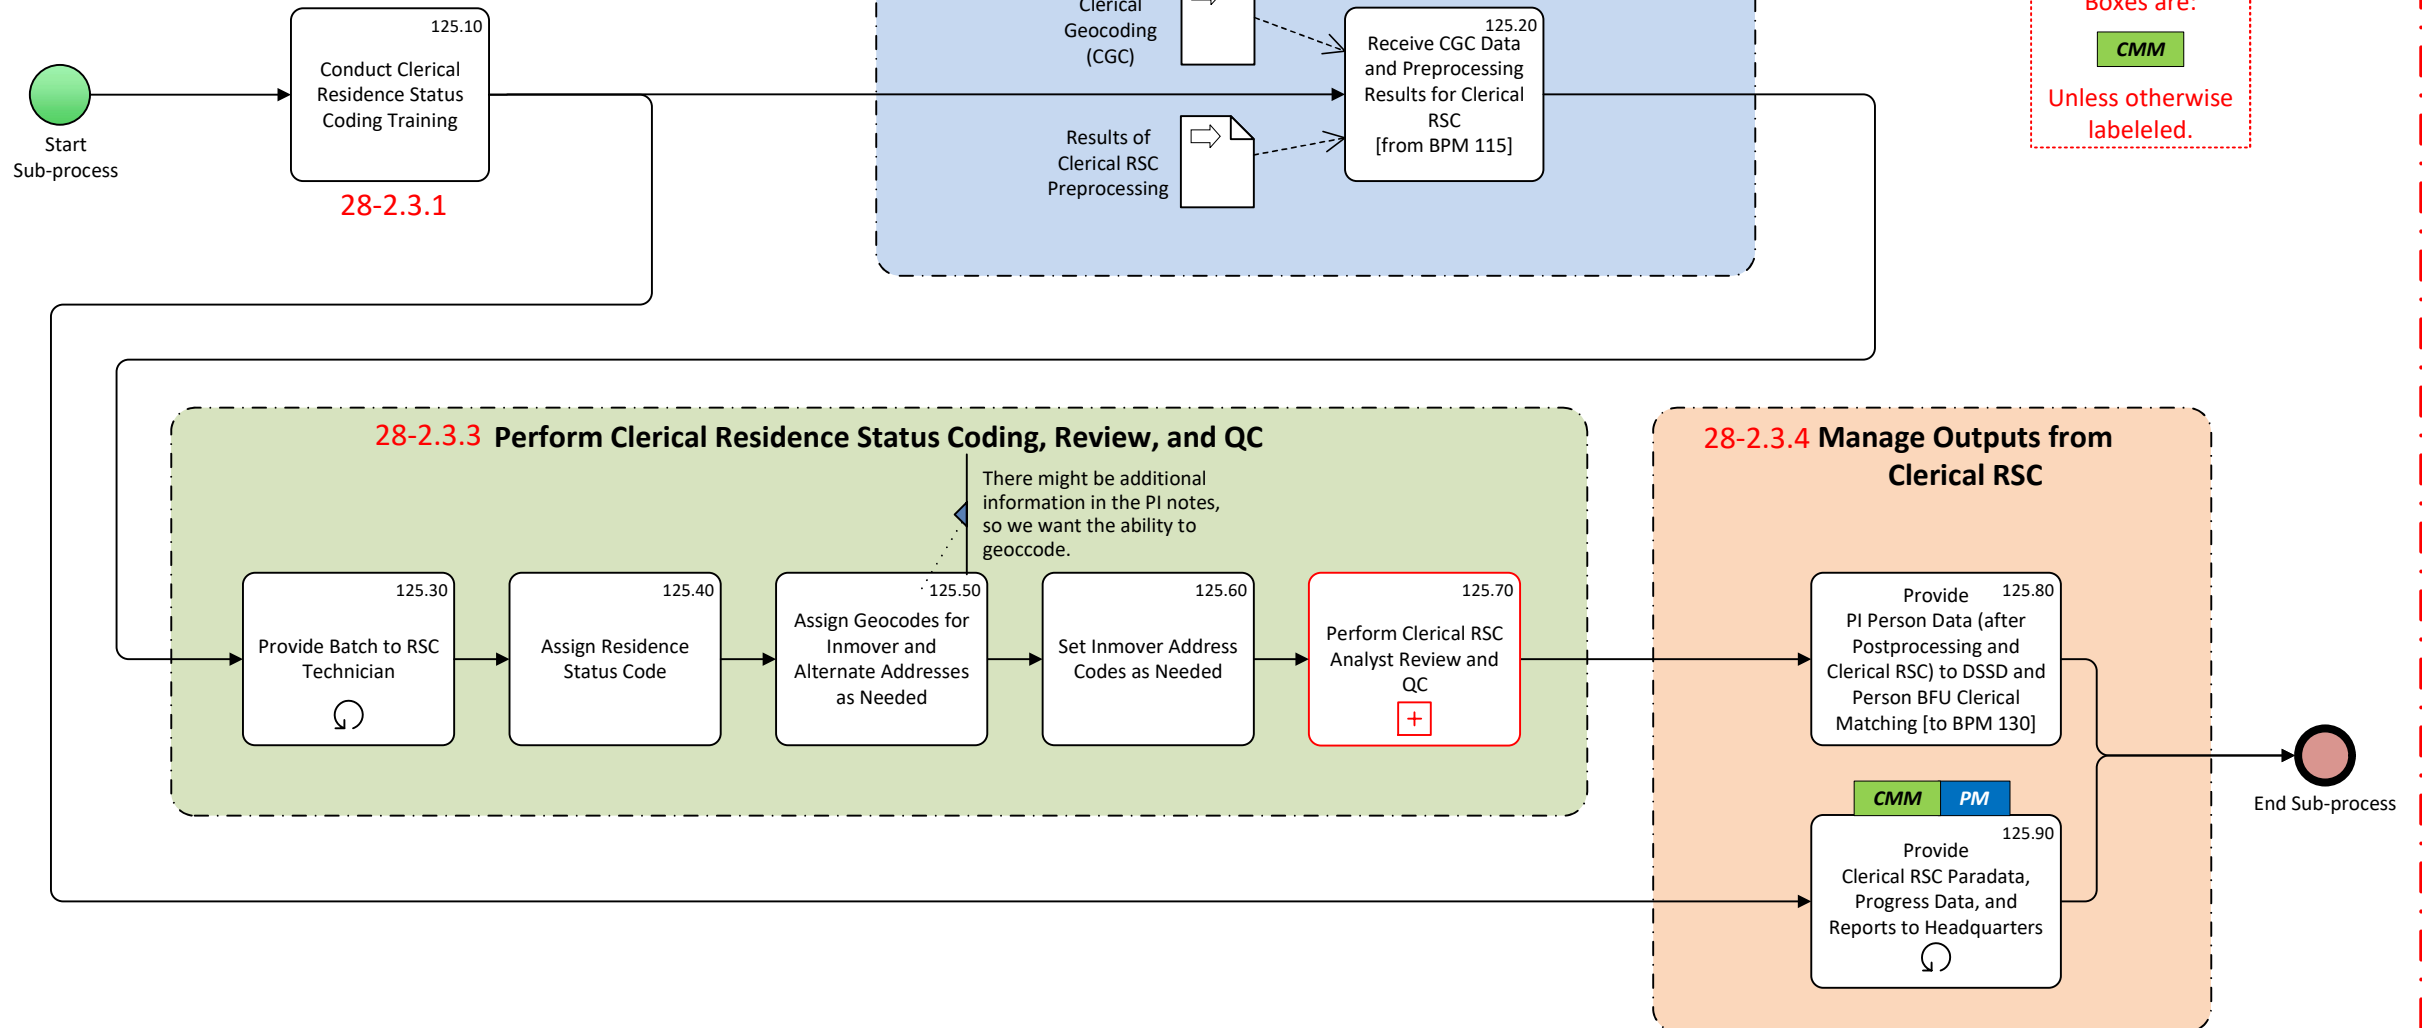 125.10
Conduct Clerical
Residence Status
Coding Training
Start
Sub-process
28-2.3.1
Clerical
Geocoding
(CGC)
Results of
Clerical RSC
Preprocessing
125.20
Receive CGC Data
and Preprocessing
Results for Clerical
RSC
[from BPM 115]
Boxes are:
CMM
Unless otherwise
labeleled.
28-2.3.3 Perform Clerical Residence Status Coding, Review, and QC
There might be additional
information in the PI notes,
so we want the ability to
geoccode.
125.30
Provide Batch to RSC
Technician
125.40
Assign Residence
Status Code
125.50
Assign Geocodes for
Inmover and
Alternate Addresses
as Needed
125.60
Set Inmover Address
Codes as Needed
125.70
Perform Clerical RSC
Analyst Review and
QC
28-2.3.4 Manage Outputs from
Clerical RSC
125.80
Provide
PI Person Data (after
Postprocessing and
Clerical RSC) to DSSD and
Person BFU Clerical
Matching [to BPM 130]
CMM PM
125.90
Provide
Clerical RSC Paradata,
Progress Data, and
Reports to Headquarters
End Sub-process